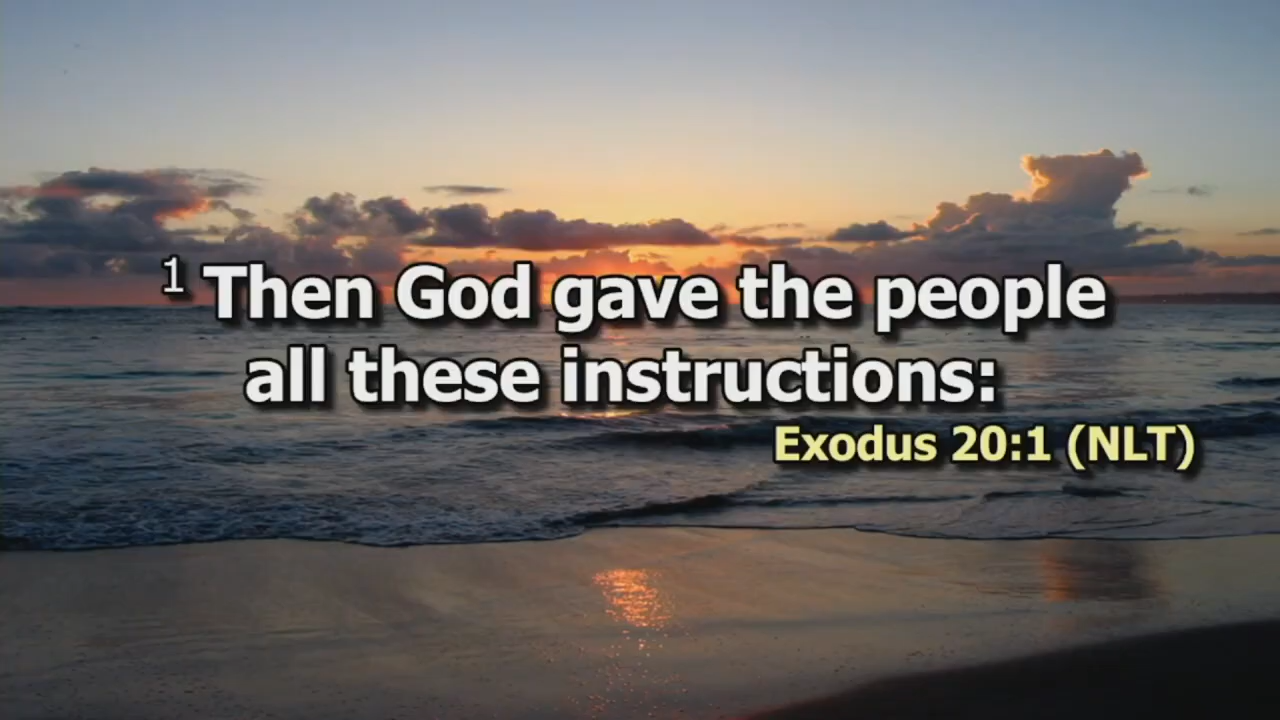 1 Then God gave the people
all these instructions:
Exodus 20:1 (NLT)